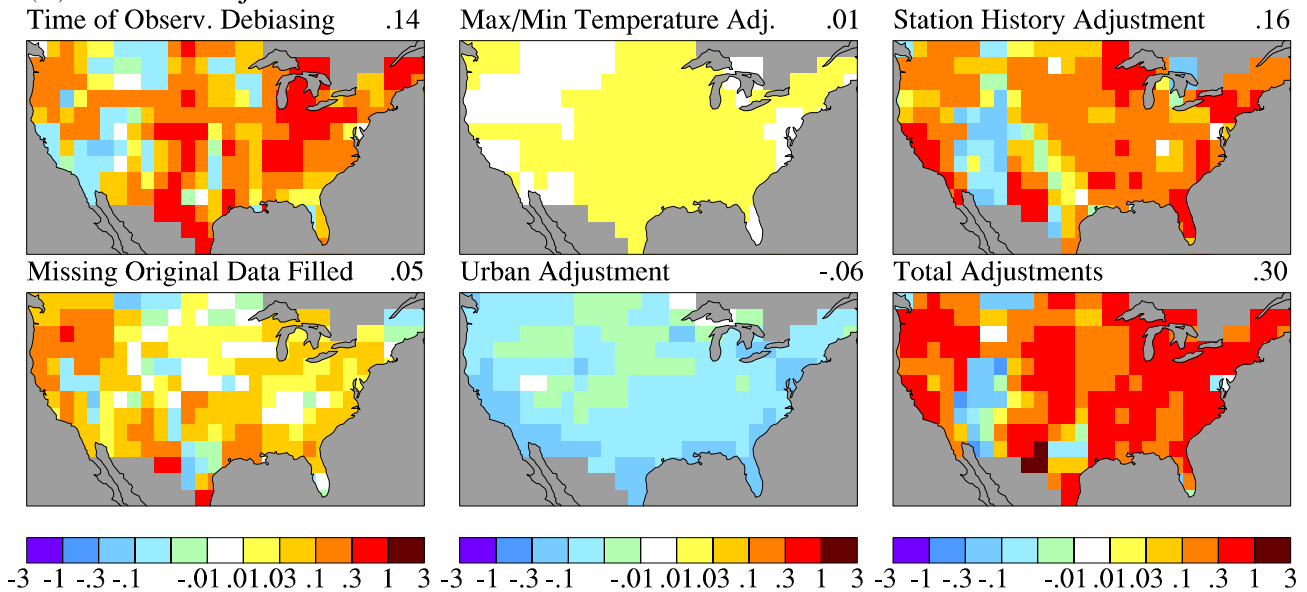 Time of Observ. Debiasing .14
Max/Min Temperature Adj. .01
Station History Adjustment .16
Missing Original Data Filled .05
Urban Adjustment -.06
Total Adjustments .30
-3 -1 -.3 -.1 -.01 .01 .03 .1 .3 1 3
-3 -1 -.3 -.1 -.01 .01 .03 .1 .3 1 3
-3 -1 -.3 -.1 -.01 .01 .03 .1 .3 1 3